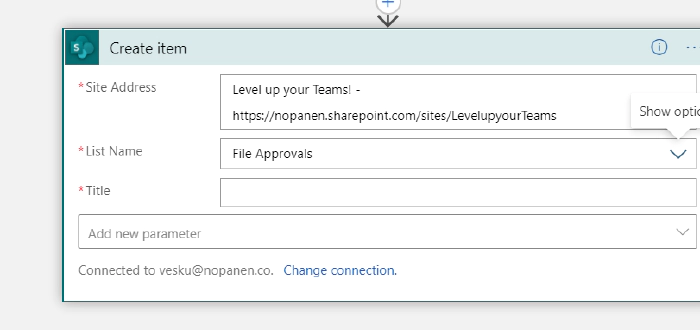 Create item
* Site Address
Level up your Teams! -
https://nopanen.sharepoint.com/sites/LevelupyourTeams
Show optio
* List Name
File Approvals
* Title
Add new parameter
Connected to vesku@nopanen.co. Change connection.